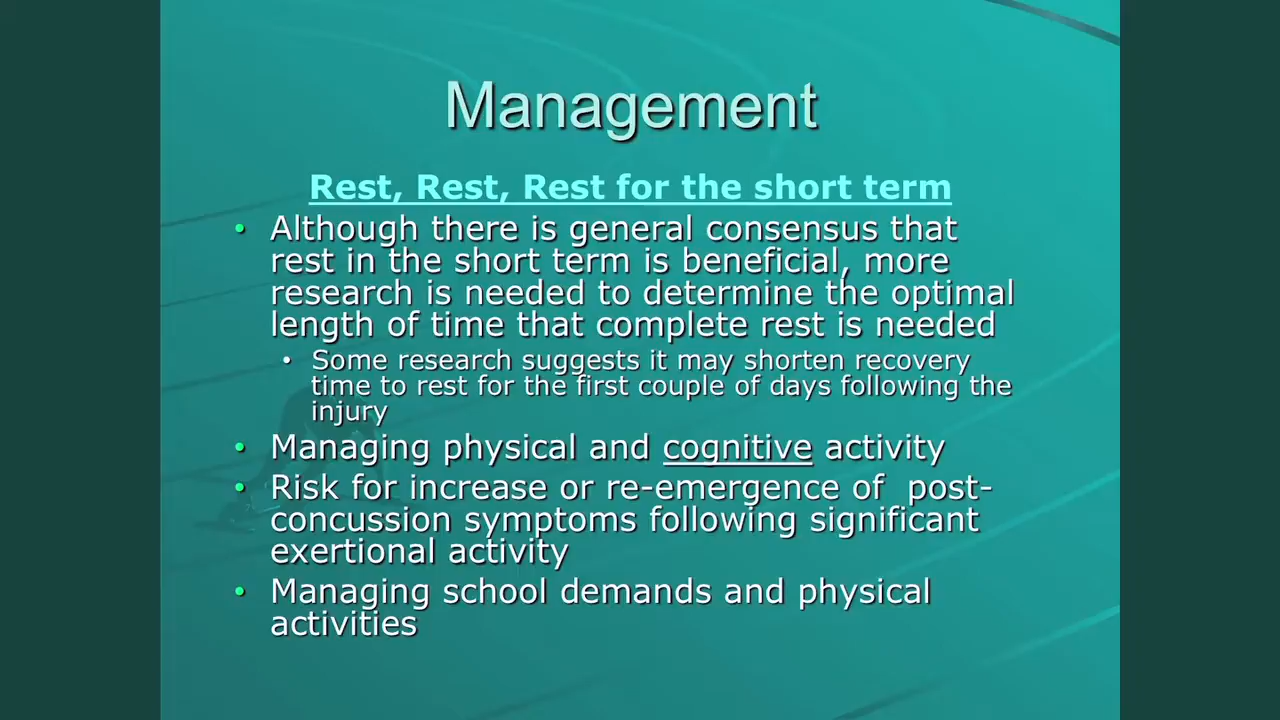 Management
Rest, Rest, Rest for the short term
• Although there is general consensus that
rest in the short term is beneficial, more
research is needed to determine the optimal
length of time that complete rest is needed
• Some research suggests it may shorten recovery
time to rest for the first couple of days following the
injury
• Managing physical and cognitive activity
• Risk for increase or re-emergence of  post-
concussion symptoms following significant
exertional activity
• Managing school demands and physical
activities